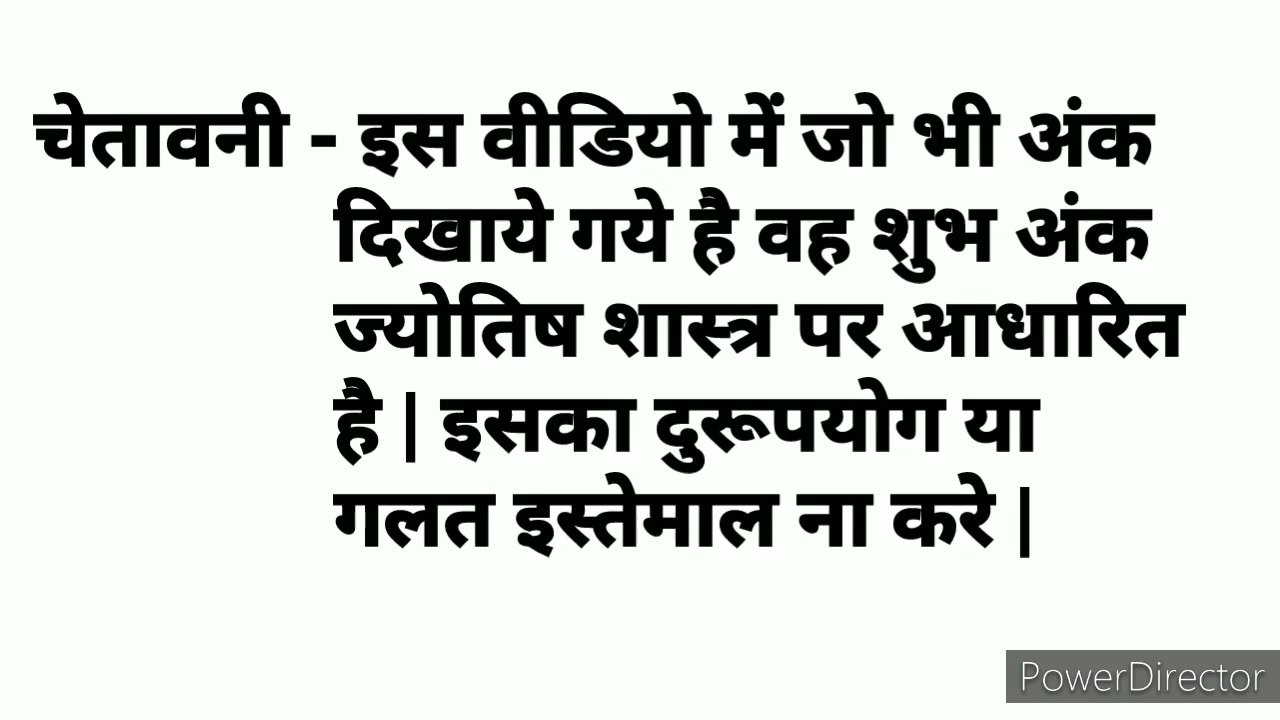 चेतावनी - इस वीडियो में जो भी अंक
दिखाये गये है वह शुभ अंक
ज्योतिष शास्त्र पर आधारित
है | इसका दुरूपयोग या
गलत इस्तेमाल ना करे |
PowerDirector